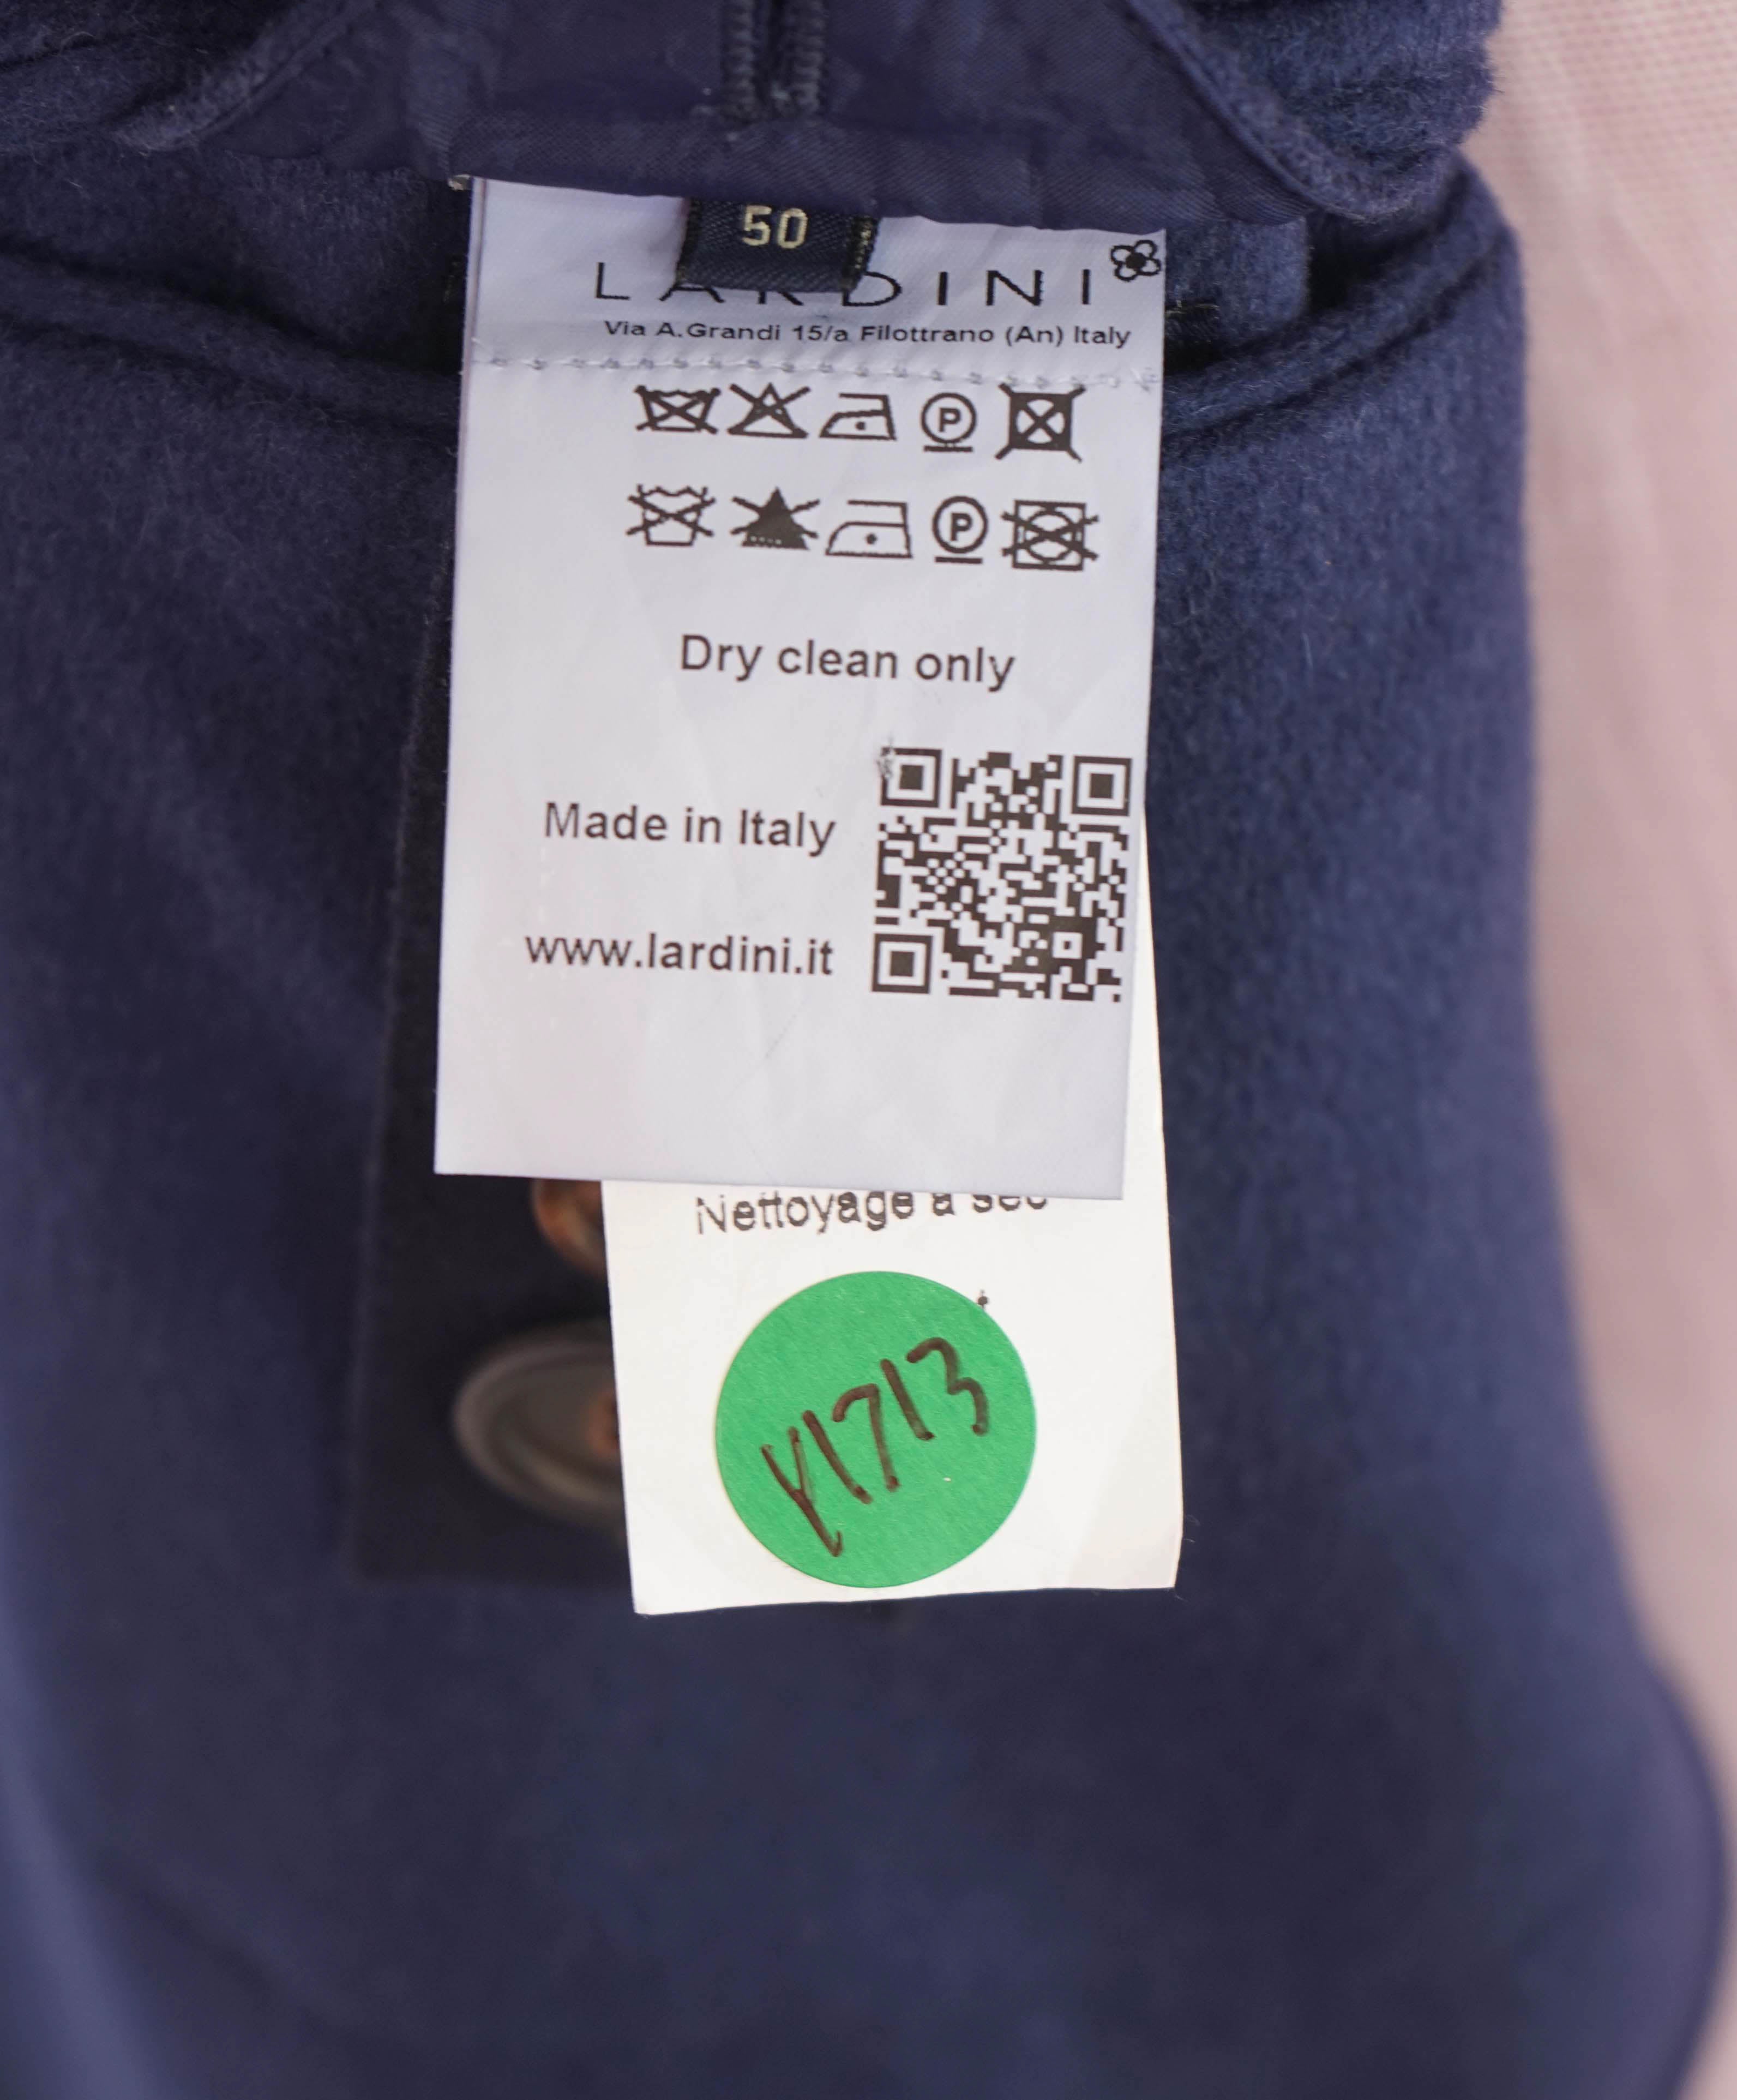 50
LARDINI
Via A.Grandi 15/a Filottrano (An) Italy
P
P
Dry clean only
Made in Italy
www.lardini.it
Nettoyage a sec
t
Y1713